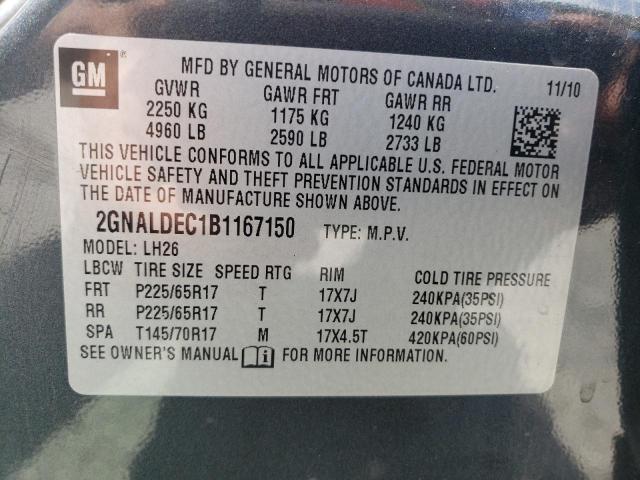 GM ®
MFD BY GENERAL MOTORS OF CANADA LTD. 11/10
GVWR GAWR FRT GAWR RR
2250 KG 1175 KG 1240 KG
4960 LB 2590 LB 2733 LB
THIS VEHICLE CONFORMS TO ALL APPLICABLE U.S. FEDERAL MOTOR
VEHICLE SAFETY AND THEFT PREVENTION STANDARDS IN EFFECT ON
THE DATE OF MANUFACTURE SHOWN ABOVE.
2GNALDEC1B1167150 TYPE: M.P.V.
MODEL: LH26
LBCW TIRE SIZE SPEED RTG RIM COLD TIRE PRESSURE
FRT P225/65R17 T 17X7J 240KPA(35PSI)
RR P225/65R17 T 17X7J 240KPA(35PSI)
SPA T145/70R17 M 17X4.5T 420KPA(60PSI)
SEE OWNER'S MANUAL i FOR MORE INFORMATION.